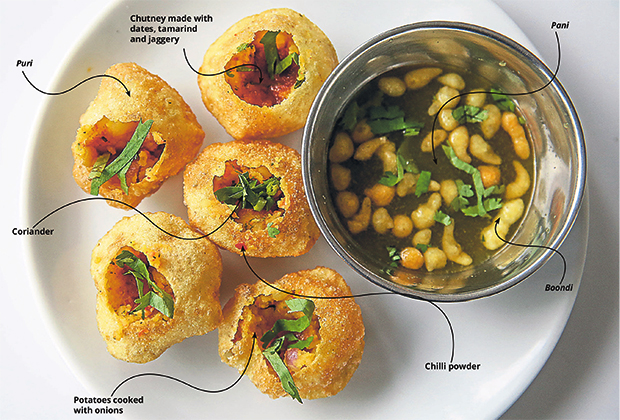 Chutney made with
dates, tamarind
and jaggery
Pani
Puri
Coriander
Boondi
Chilli powder
Potatoes cooked
with onions